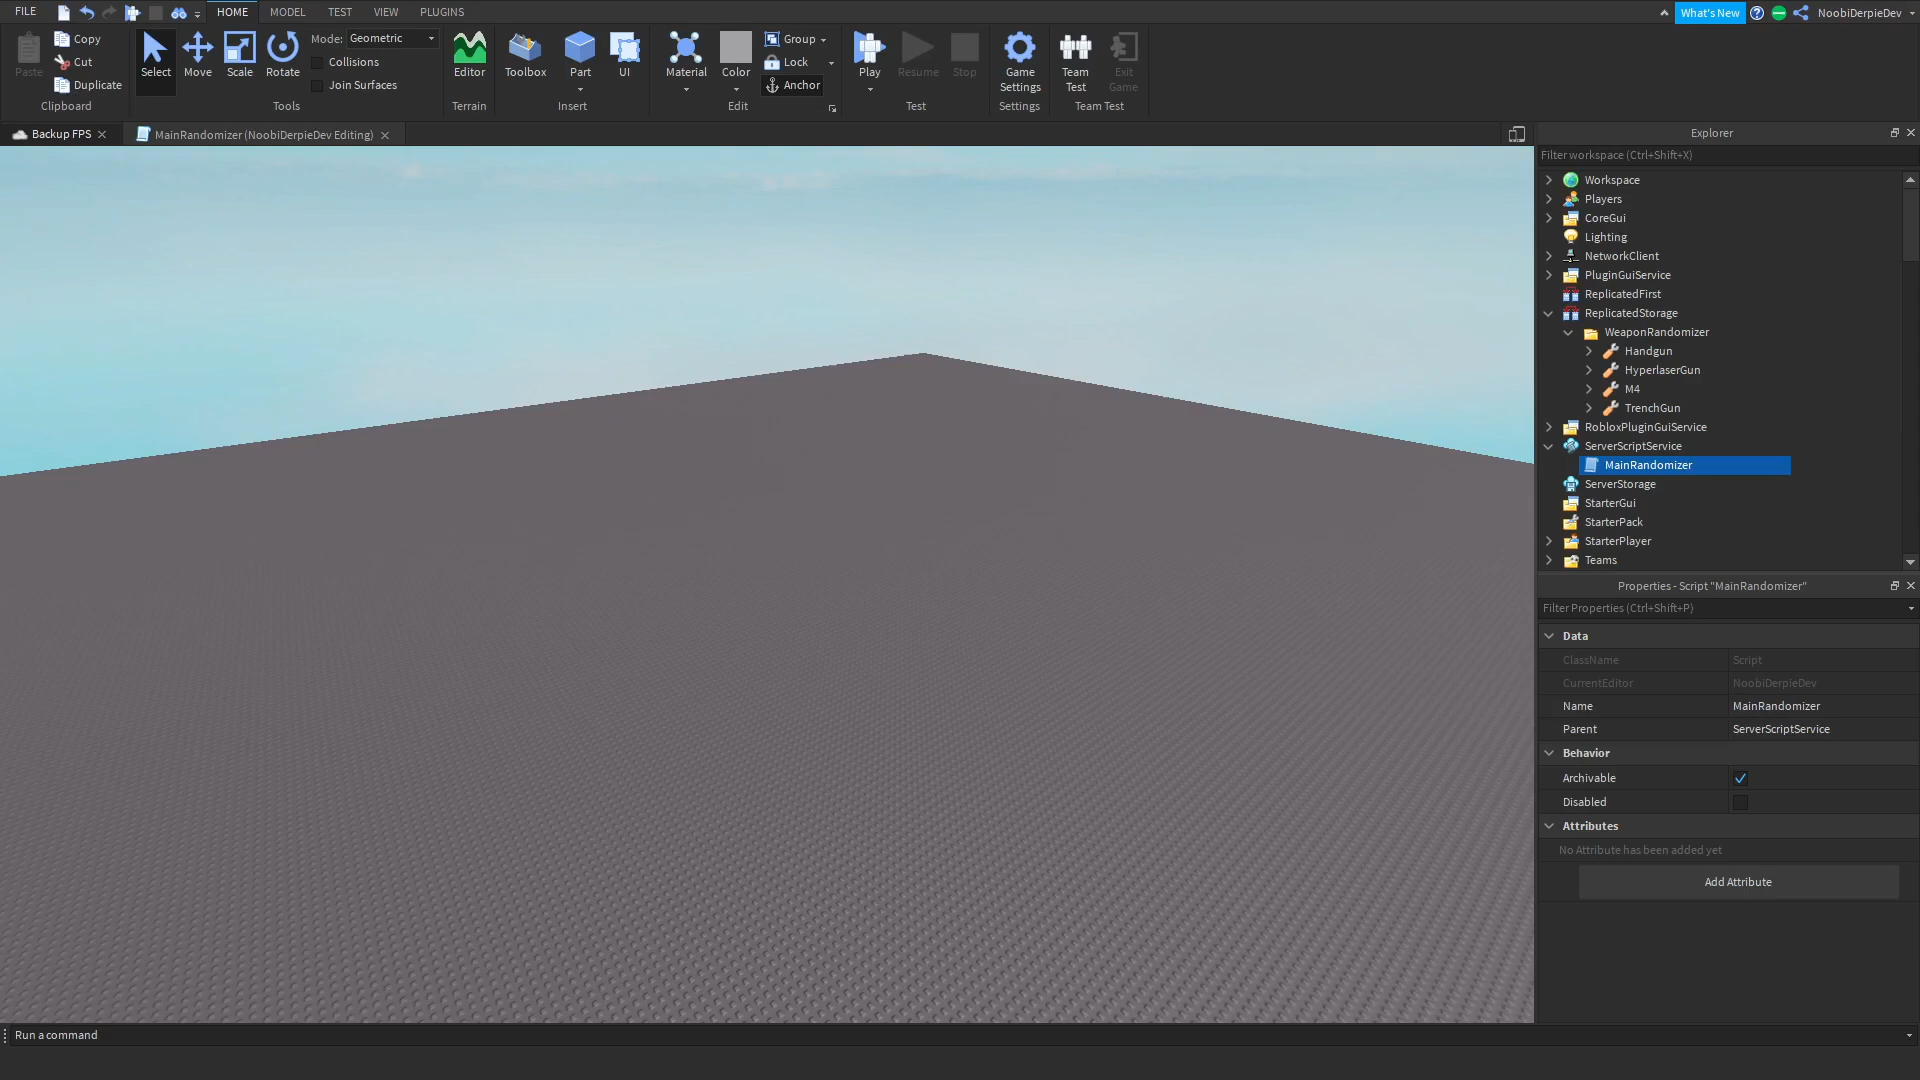 FILE HOME MODEL TEST VIEW PLUGINS What's New NoobiDerpieDev
Paste Copy Cut Duplicate
Clipboard
Select Move Scale Rotate
Mode: Geometric
Collisions
Join Surfaces
Tools
Editor
Terrain
Toolbox Part UI
Insert
Material Color Group Lock Anchor
Edit
Play Resume Stop
Test
Game Settings
Settings
Team Test Exit Game
Team Test
Backup FPS
MainRandomizer (NoobiDerpieDev Editing)
Explorer
Filter workspace (Ctrl+Shift+X)
Workspace
Players
CoreGui
Lighting
NetworkClient
PluginGuiService
ReplicatedFirst
ReplicatedStorage
WeaponRandomizer
Handgun
HyperlaserGun
M4
TrenchGun
RobloxPluginGuiService
ServerScriptService
MainRandomizer
ServerStorage
StarterGui
StarterPack
StarterPlayer
Teams
Properties - Script "MainRandomizer"
Filter Properties (Ctrl+Shift+P)
Data
ClassName Script
CurrentEditor NoobiDerpieDev
Name MainRandomizer
Parent ServerScriptService
Behavior
Archivable
Disabled
Attributes
No Attribute has been added yet
Add Attribute
Run a command